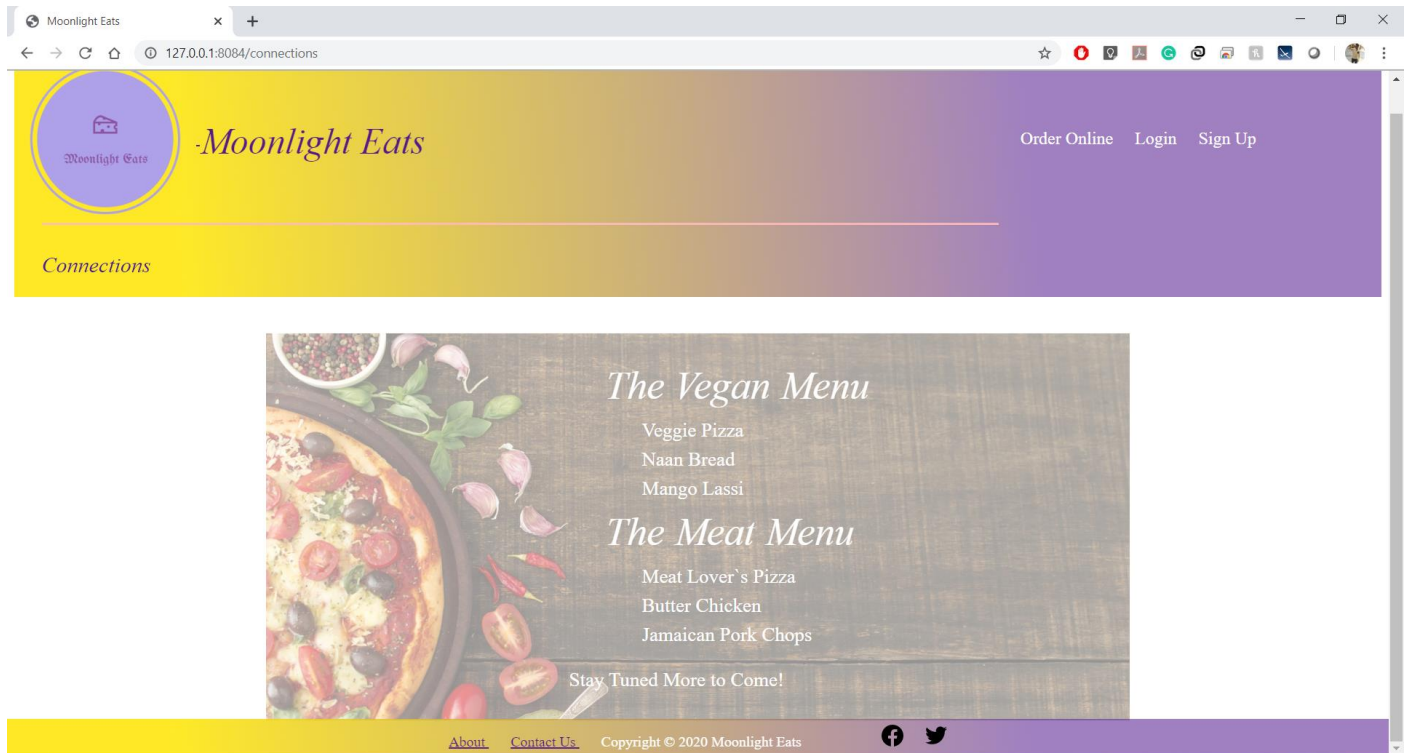 Moonlight Eats
127.0.0.1:8084/connections
Moonlight Eats
-Moonlight Eats
Order Online Login Sign Up
Connections
The Vegan Menu
Veggie Pizza
Naan Bread
Mango Lassi
The Meat Menu
Meat Lover`s Pizza
Butter Chicken
Jamaican Pork Chops
Stay Tuned More to Come!
About Contact Us Copyright © 2020 Moonlight Eats